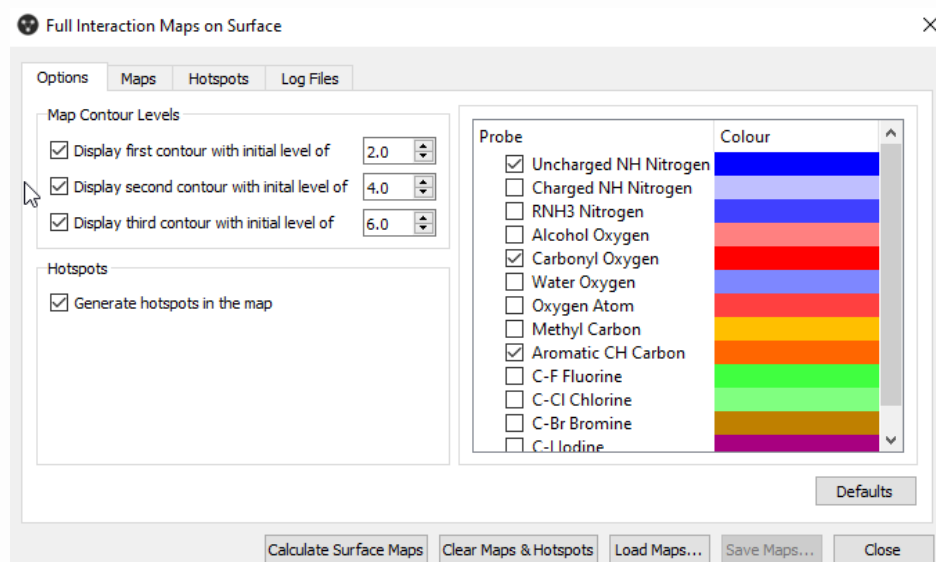 Full Interaction Maps on Surface
Options Maps Hotspots Log Files
Map Contour Levels
Display first contour with initial level of 2.0
Display second contour with inital level of 4.0
Display third contour with initial level of 6.0
Hotspots
Generate hotspots in the map
Probe Colour
Uncharged NH Nitrogen
Charged NH Nitrogen
RNH3 Nitrogen
Alcohol Oxygen
Carbonyl Oxygen
Water Oxygen
Oxygen Atom
Methyl Carbon
Aromatic CH Carbon
C-F Fluorine
C-Cl Chlorine
C-Br Bromine
C-I Iodine
Defaults
Calculate Surface Maps Clear Maps & Hotspots Load Maps... Save Maps... Close